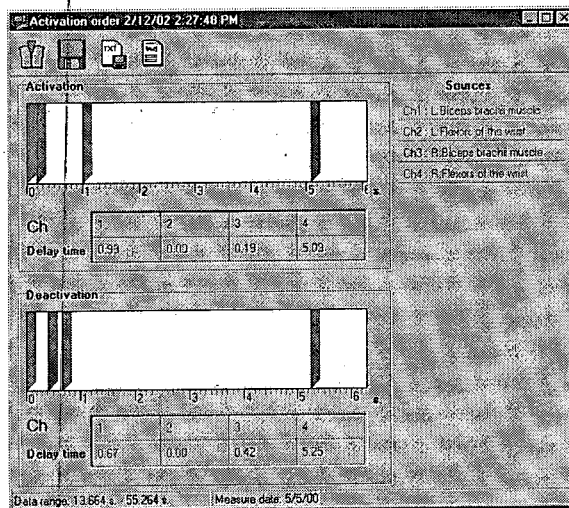 Activation order 2/12/02 2:27:48 PM
TXT
Activation
0 1 2 3 4 5 6 s.
Ch 1 2 3 4
Delay time 0.93 0.00 0.19 5.03
Sources
Ch1: L.Biceps brachii muscle
Ch2: L.Flexors of the wrist
Ch3: R.Biceps brachii muscle
Ch4: R.Flexors of the wrist
Deactivation
0 1 2 3 4 5 6 s.
Ch 1 2 3 4
Delay time 0.67 0.00 0.42 5.25
Data range: 13.664 s. - 55.264 s. Measure date: 5/5/00